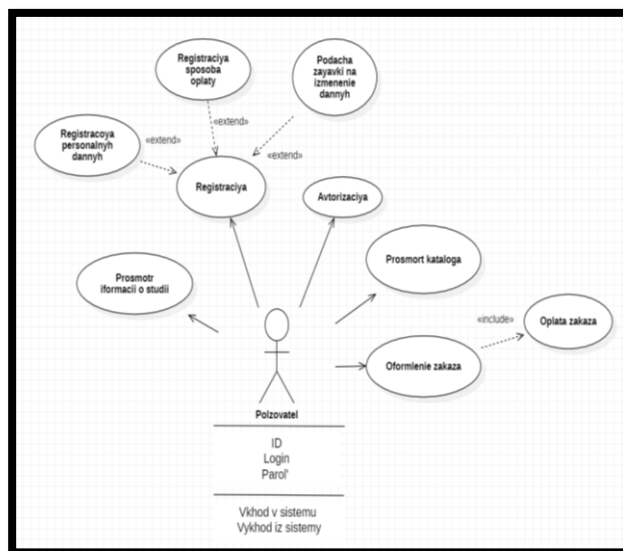 Registraciya
sposoba
oplaty
Podacha
zayavki na
izmenenie
dannyh
«extend»
Registracoya
personalnyh
dannyh
«extend»
«extend»
Registraciya
Avtorizaciya
Prosmort kataloga
Prosmotr
iformacii o studii
«include»
Oplata zakaza
Oformlenie zakaza
Polzovatel
ID
Login
Parol'
Vkhod v sistemu
Vykhod iz sistemy